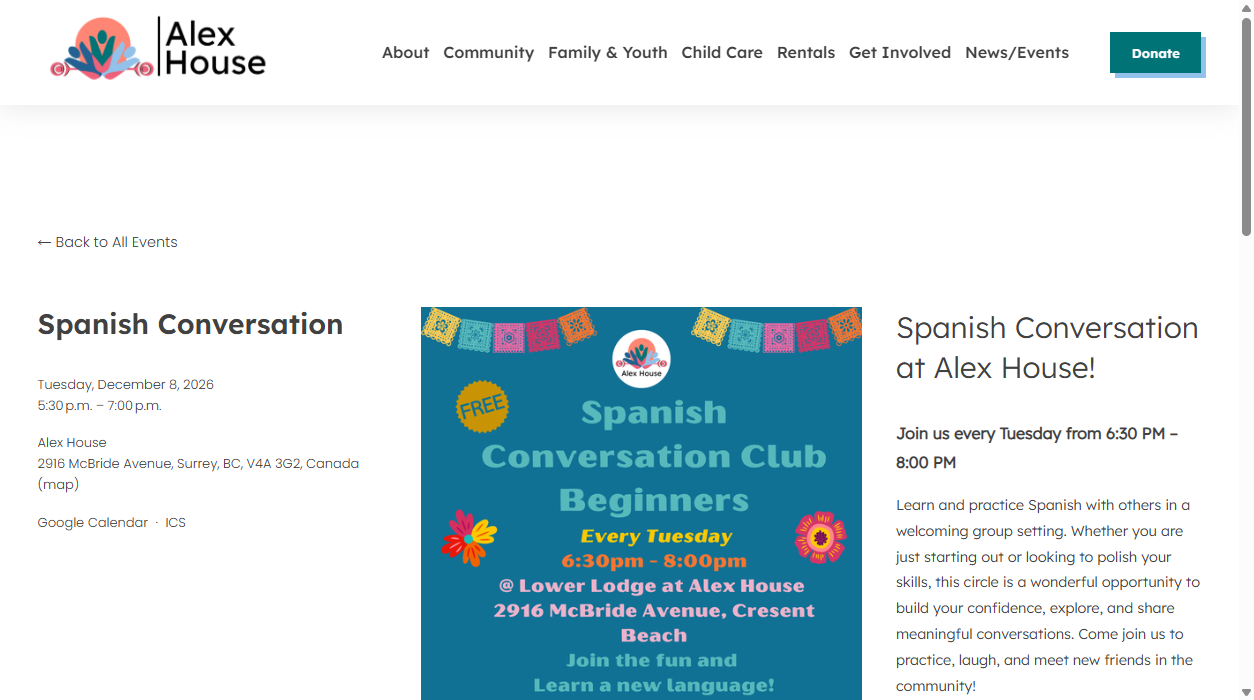 Alex
House
About Community Family & Youth Child Care Rentals Get Involved News/Events Donate
← Back to All Events
Spanish Conversation
Tuesday, December 8, 2026
5:30 p.m. – 7:00 p.m.
Alex House
2916 McBride Avenue, Surrey, BC, V4A 3G2, Canada
(map)
Google Calendar · ICS
Alex House
FREE
Spanish
Conversation Club
Beginners
Every Tuesday
6:30pm - 8:00pm
@ Lower Lodge at Alex House
2916 McBride Avenue, Cresent
Beach
Join the fun and
Learn a new language!
Spanish Conversation
at Alex House!
Join us every Tuesday from 6:30 PM –
8:00 PM
Learn and practice Spanish with others in a
welcoming group setting. Whether you are
just starting out or looking to polish your
skills, this circle is a wonderful opportunity to
build your confidence, explore, and share
meaningful conversations. Come join us to
practice, laugh, and meet new friends in the
community!